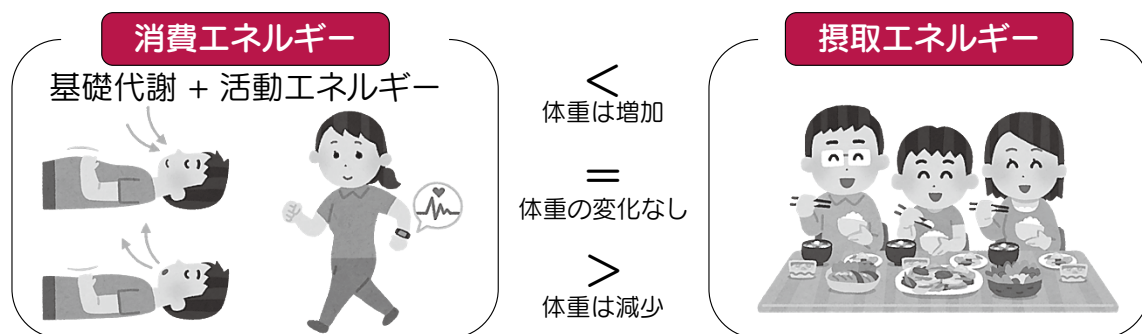 消費エネルギー
基礎代謝 + 活動エネルギー
<
体重は増加
=
体重の変化なし
>
体重は減少
摂取エネルギー